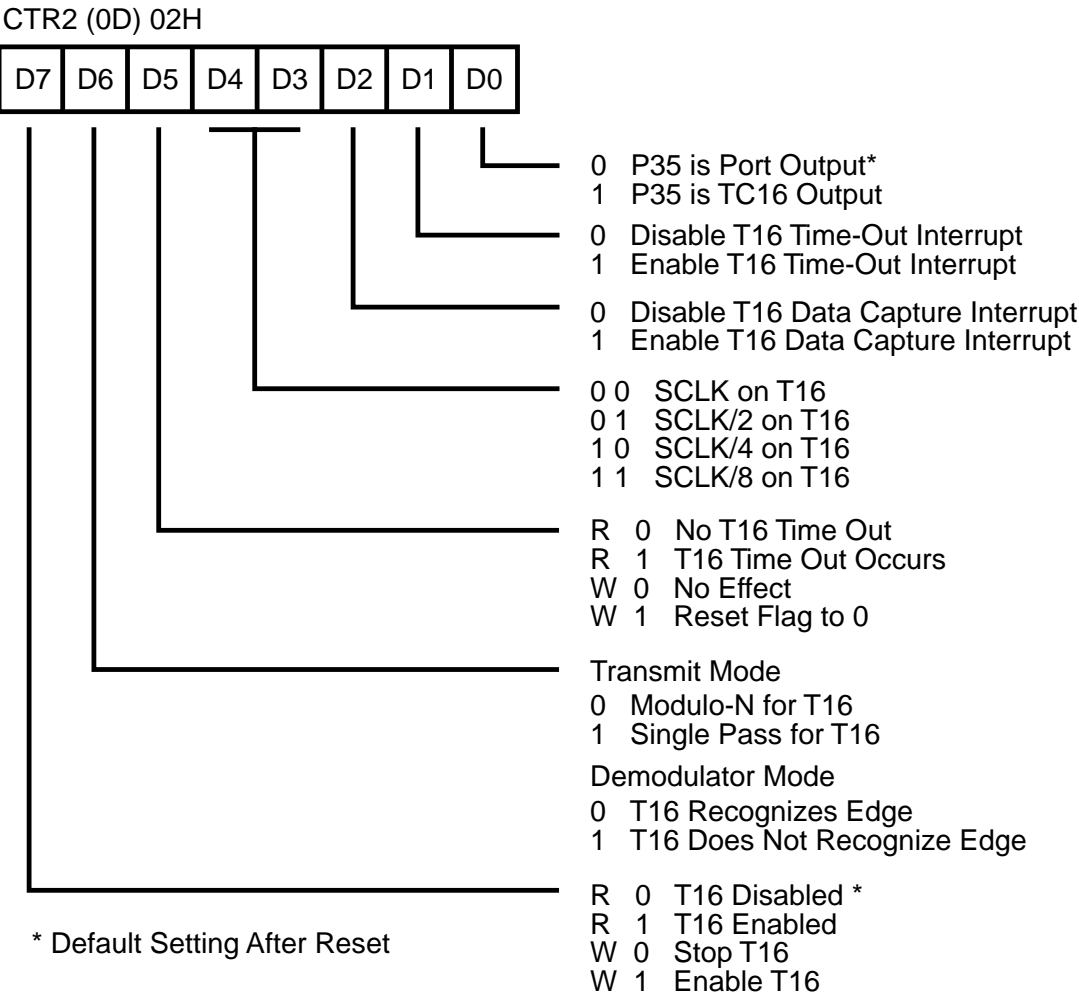 CTR2 (0D) 02H
D7 D6 D5 D4 D3 D2 D1 D0
0 P35 is Port Output*
1 P35 is TC16 Output
0 Disable T16 Time-Out Interrupt
1 Enable T16 Time-Out Interrupt
0 Disable T16 Data Capture Interrupt
1 Enable T16 Data Capture Interrupt
0 0 SCLK on T16
0 1 SCLK/2 on T16
1 0 SCLK/4 on T16
1 1 SCLK/8 on T16
R 0 No T16 Time Out
R 1 T16 Time Out Occurs
W 0 No Effect
W 1 Reset Flag to 0
Transmit Mode
0 Modulo-N for T16
1 Single Pass for T16
Demodulator Mode
0 T16 Recognizes Edge
1 T16 Does Not Recognize Edge
R 0 T16 Disabled *
R 1 T16 Enabled
W 0 Stop T16
W 1 Enable T16
* Default Setting After Reset